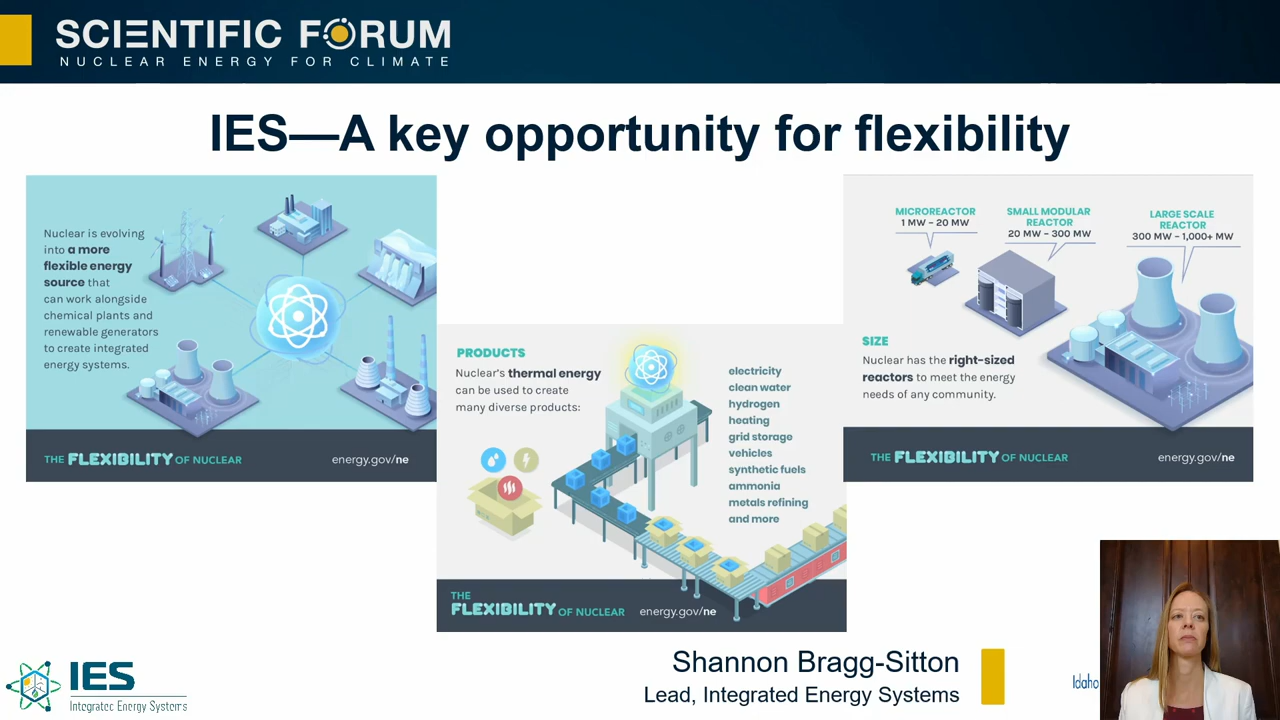 SCIENTIFIC FORUM
NUCLEAR ENERGY FOR CLIMATE
IES—A key opportunity for flexibility
Nuclear is evolving
into a more
flexible energy
source that
can work alongside
chemical plants and
renewable generators
to create integrated
energy systems.
THE FLEXIBILITY OF NUCLEAR
energy.gov/ne
PRODUCTS
Nuclear's thermal energy
can be used to create
many diverse products:
electricity
clean water
hydrogen
heating
grid storage
vehicles
synthetic fuels
ammonia
metals refining
and more
THE
FLEXIBILITY OF NUCLEAR
energy.gov/ne
MICROREACTOR
1 MW – 20 MW
SMALL MODULAR
REACTOR
20 MW – 300 MW
LARGE SCALE
REACTOR
300 MW – 1,000+ MW
SIZE
Nuclear has the right-sized
reactors to meet the energy
needs of any community.
THE FLEXIBILITY OF NUCLEAR
energy.gov/ne
IES
Integrated Energy Systems
Shannon Bragg-Sitton
Lead, Integrated Energy Systems
Idaho